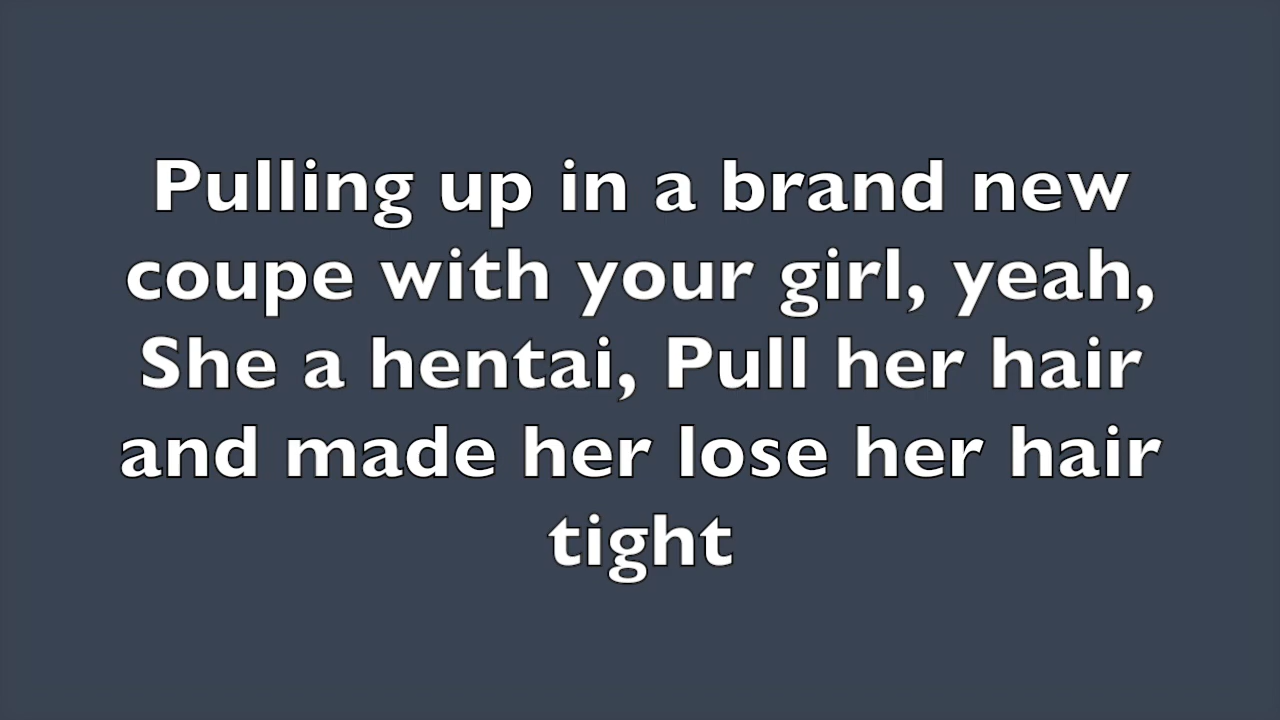 Pulling up in a brand new
coupe with your girl, yeah,
She a hentai, Pull her hair
and made her lose her hair
tight